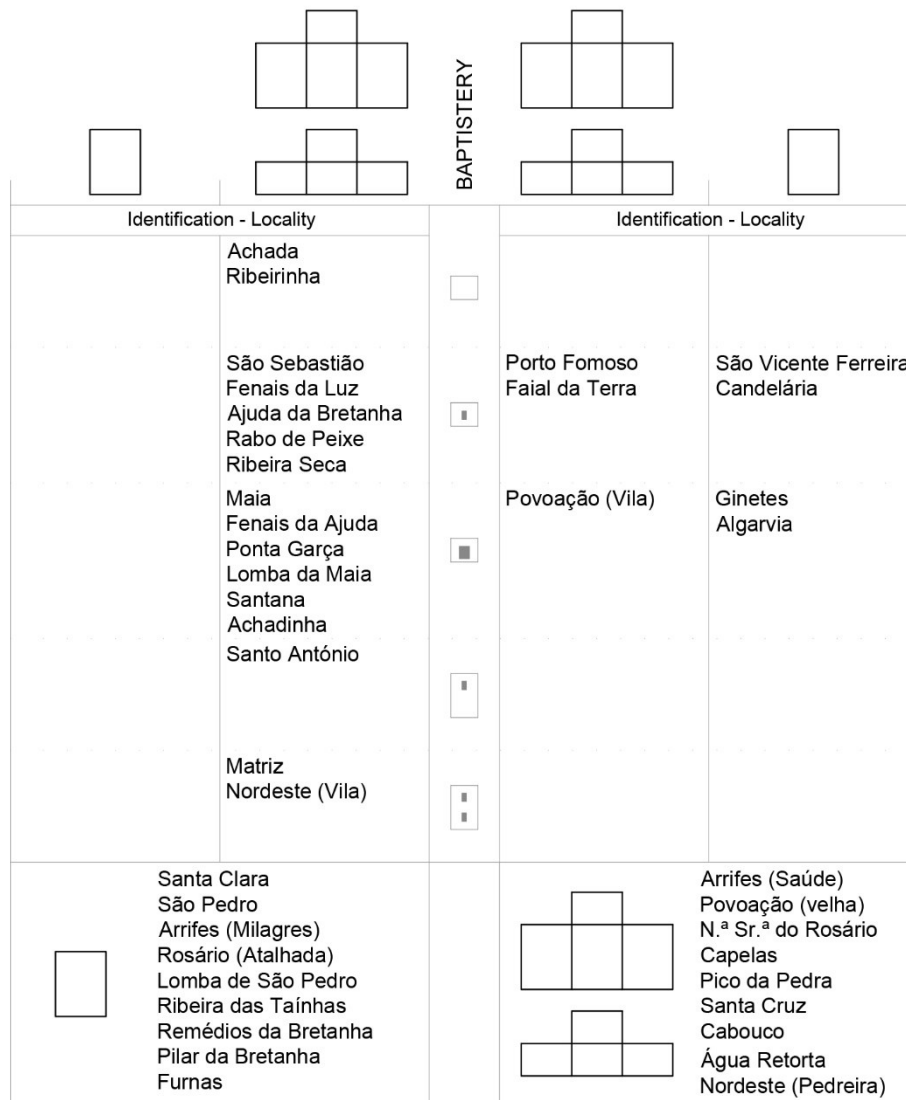 BAPTISTERY
Identification - Locality
Identification - Locality
Achada
Ribeirinha
São Sebastião
Fenais da Luz
Ajuda da Bretanha
Rabo de Peixe
Ribeira Seca
Porto Fomoso
Faial da Terra
São Vicente Ferreira
Candelária
Maia
Fenais da Ajuda
Ponta Garça
Lomba da Maia
Santana
Achadinha
Povoação (Vila)
Ginetes
Algarvia
Santo António
Matriz
Nordeste (Vila)
Santa Clara
São Pedro
Arrifes (Milagres)
Rosário (Atalhada)
Lomba de São Pedro
Ribeira das Taínhas
Remédios da Bretanha
Pilar da Bretanha
Furnas
Arrifes (Saúde)
Povoação (velha)
N.ª Sr.ª do Rosário
Capelas
Pico da Pedra
Santa Cruz
Cabouco
Água Retorta
Nordeste (Pedreira)